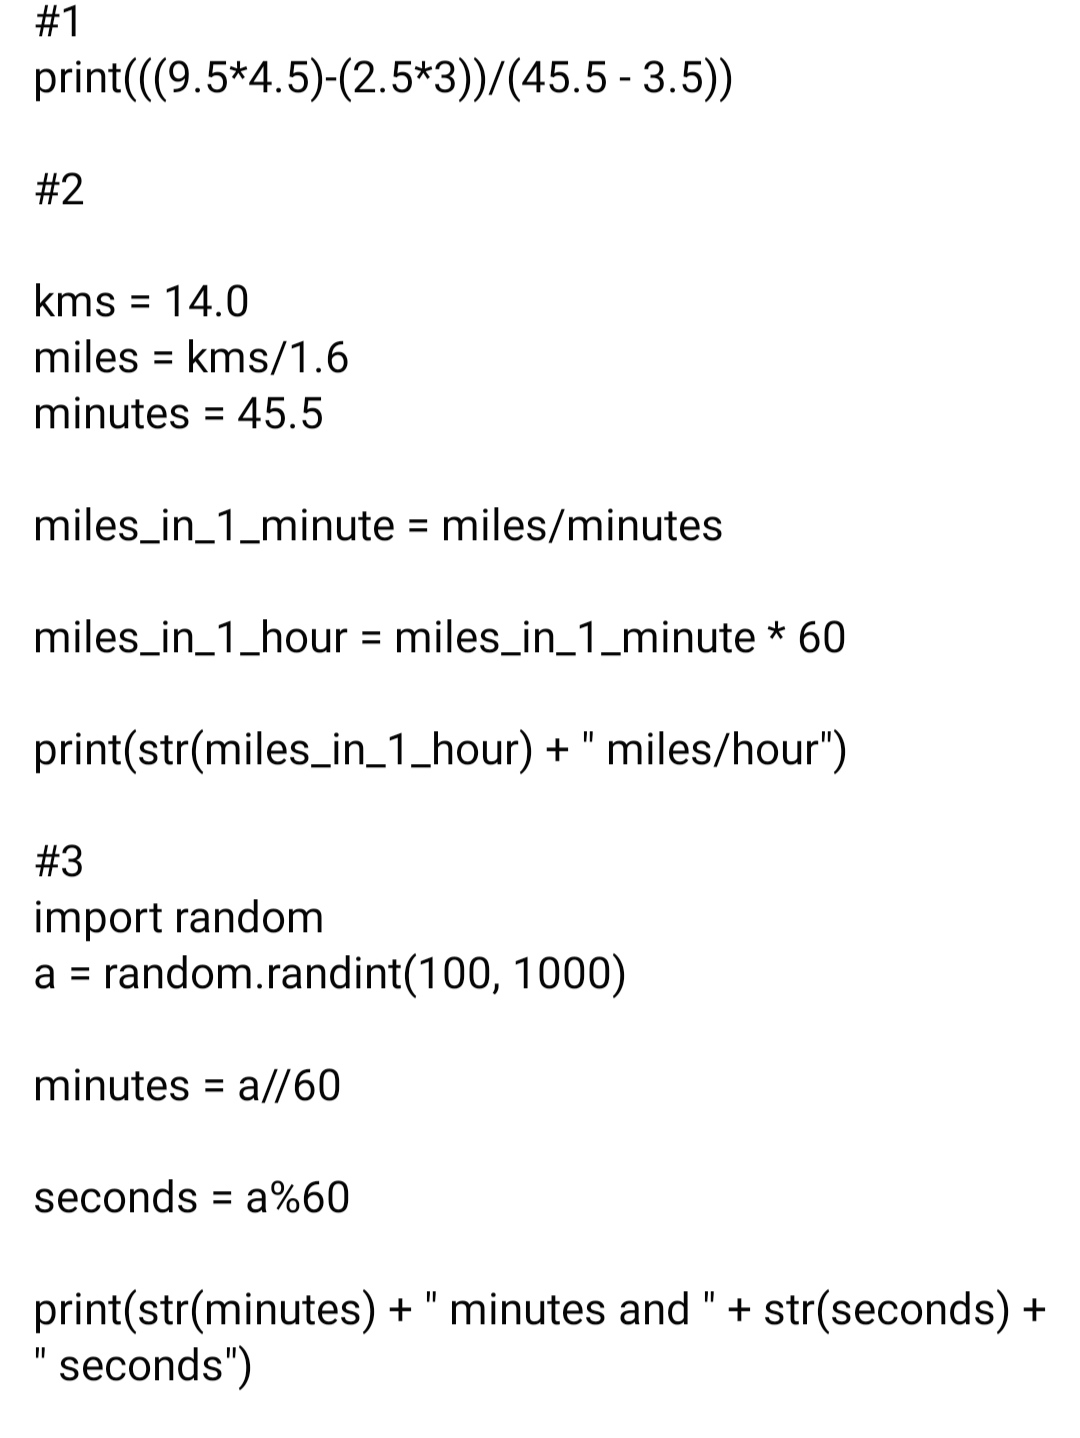 #1
print(((9.5*4.5)-(2.5*3))/(45.5 - 3.5))
#2
kms = 14.0
miles = kms/1.6
minutes = 45.5
miles_in_1_minute = miles/minutes
miles_in_1_hour = miles_in_1_minute * 60
print(str(miles_in_1_hour) + " miles/hour")
#3
import random
a = random.randint(100, 1000)
minutes = a//60
seconds = a%60
print(str(minutes) + " minutes and " + str(seconds) +
" seconds")